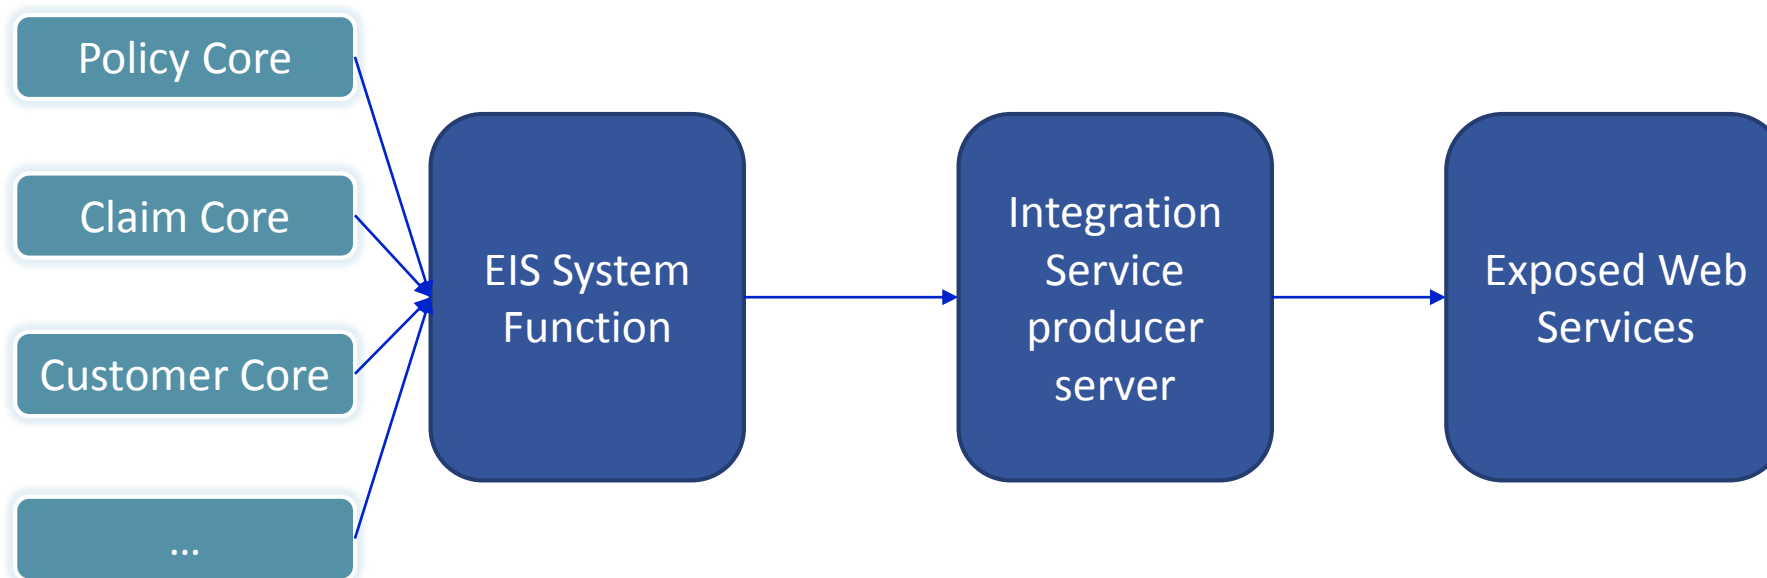 Policy Core
Claim Core
Customer Core
...
EIS System
Function
Integration
Service
producer
server
Exposed Web
Services